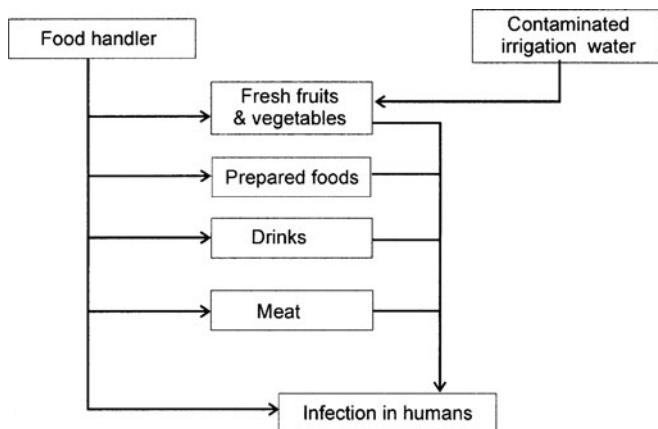 Food handler
Contaminated
irrigation water
Fresh fruits
& vegetables
Prepared foods
Drinks
Meat
Infection in humans